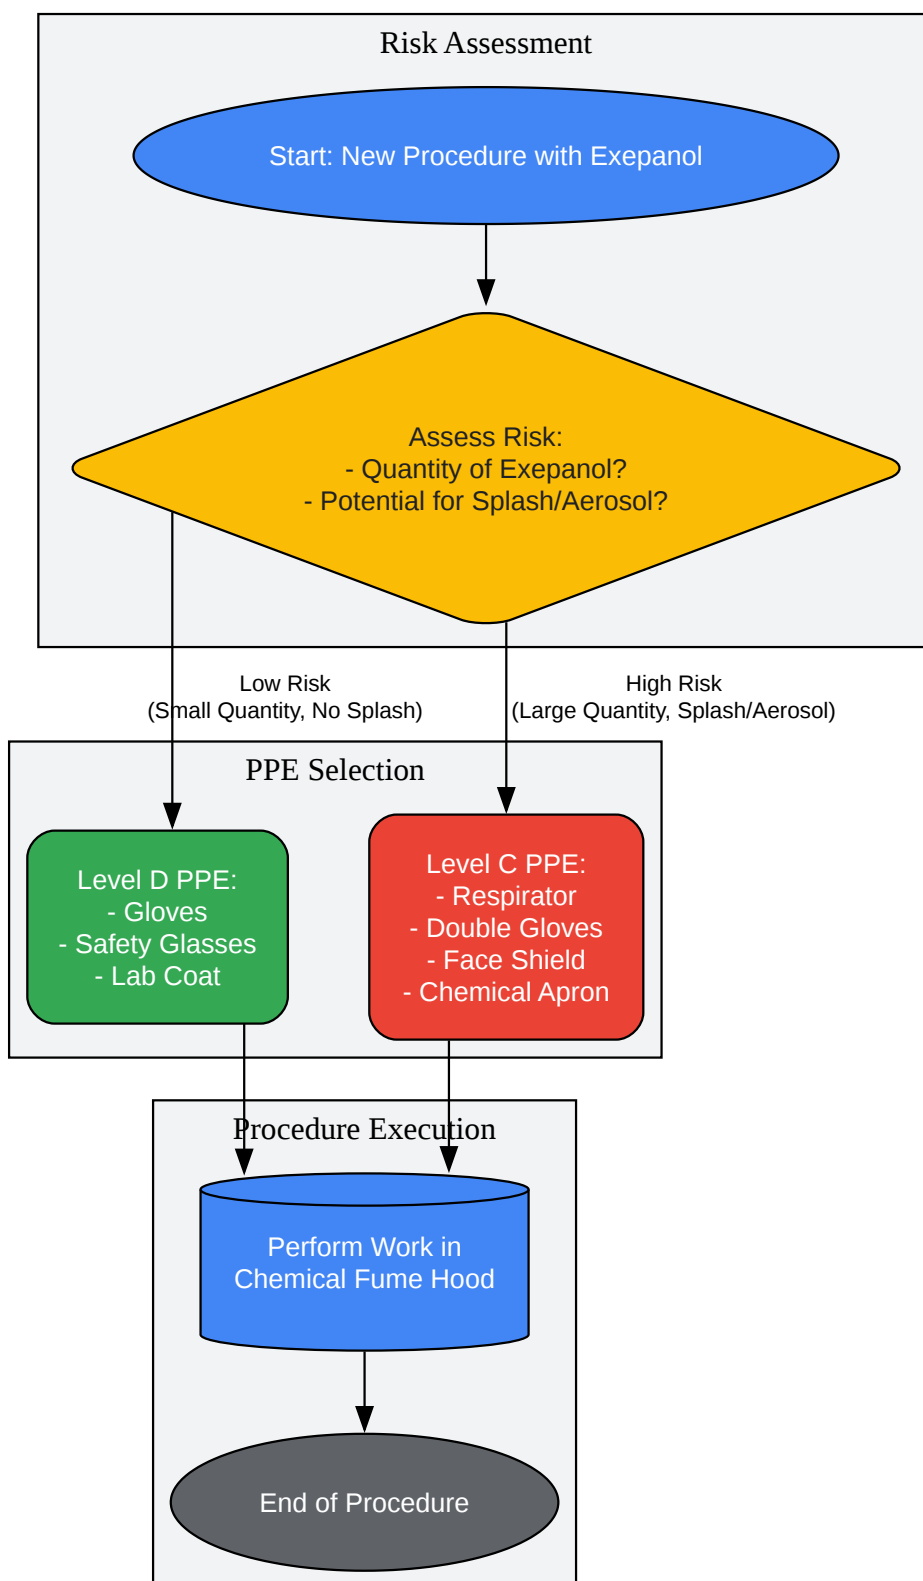 Risk Assessment
Start: New Procedure with Exepanol
Assess Risk:
- Quantity of Exepanol?
- Potential for Splash/Aerosol?
Low Risk
(Small Quantity, No Splash)
High Risk
(Large Quantity, Splash/Aerosol)
PPE Selection
Level D PPE:
- Gloves
- Safety Glasses
- Lab Coat
Level C PPE:
- Respirator
- Double Gloves
- Face Shield
- Chemical Apron
Procedure Execution
Perform Work in
Chemical Fume Hood
End of Procedure